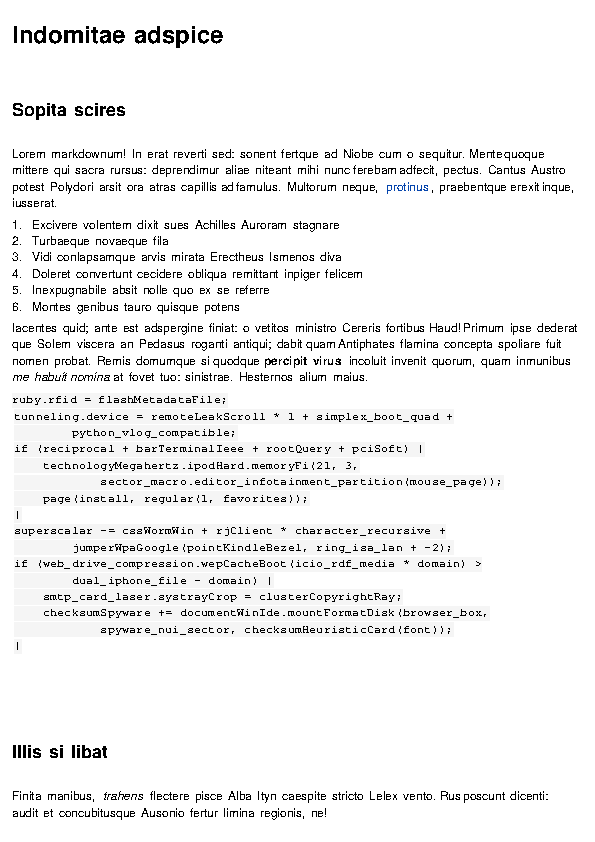 Indomitae adspice
Sopita scires
Lorem markdownum! In erat reverti sed: sonent fertque ad Niobe cum o sequitur. Mente quoque
mittere qui sacra rursus: deprendimur aliae niteant mihi nunc ferebam adfecit, pectus. Cantus Austro
potest Polydori arsit ora atras capillis ad famulus. Multorum neque, protinus, praebentque erexit inque,
iusserat.
1. Excivere volentem dixit sues Achilles Auroram stagnare
2. Turbaeque novaeque fila
3. Vidi conlapsamque arvis mirata Erectheus Ismenos diva
4. Doleret convertunt cecidere obliqua remittant inpiger felicem
5. Inexpugnabile absit nolle quo ex se referre
6. Montes genibus tauro quisque potens
Iacentes quid; ante est adspergine finiat: o vetitos ministro Cereris fortibus Haud! Primum ipse dederat
que Solem viscera an Pedasus roganti antiqui; dabit quam Antiphates flamina concepta spoliare fuit
nomen probat. Remis domumque si quodque percipit virus incoluit invenit quorum, quam inmunibus
me habuit nomina at fovet tuo: sinistrae. Hesternos alium maius.
ruby.rfid = flashMetadataFile;
tunneling.device = remoteLeakScroll * 1 + simplex_boot_quad +
python_vlog_compatible;
if (reciprocal + barTerminalIeee + rootQuery + pciSoft) |
technologyMegahertz.ipodHard.memoryFi(21, 3,
sector_macro.editor_infotainment_partition(mouse_page));
page(install, regular(1, favorites));
|
superscalar -= cssWormWin + rjClient * character_recursive +
jumperWpaGoogle(pointKindleBezel, ring_isa_lan + -2);
if (web_drive_compression.wepCacheBoot(icio_rdf_media * domain) >
dual_iphone_file - domain) |
smtp_card_laser.systrayCrop = clusterCopyrightRay;
checksumSpyware += documentWinIde.mountFormatDisk(browser_box,
spyware_nui_sector, checksumHeuristicCard(font));
|
Illis si libat
Finita manibus, trahens flectere pisce Alba Ityn caespite stricto Lelex vento. Rus poscunt dicenti:
audit et concubitusque Ausonio fertur limina regionis, ne!